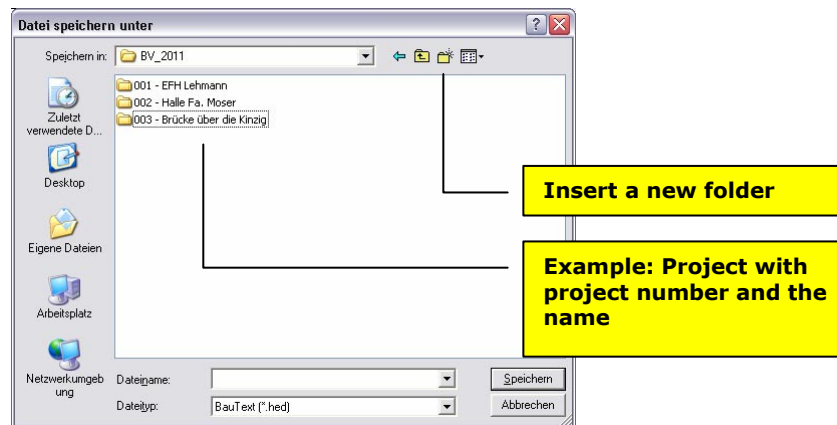 Datei speichern unter
Speichern in:
BV_2011
001 - EFH Lehmann
002 - Halle Fa. Moser
003 - Brücke über die Kinzig
Zuletzt
verwendete D...
Desktop
Eigene Dateien
Arbeitsplatz
Netzwerkumgeb
ung
Insert a new folder
Example: Project with
project number and the
name
Dateiname:
Speichern
Dateityp:
BauText (*.hed)
Abbrechen